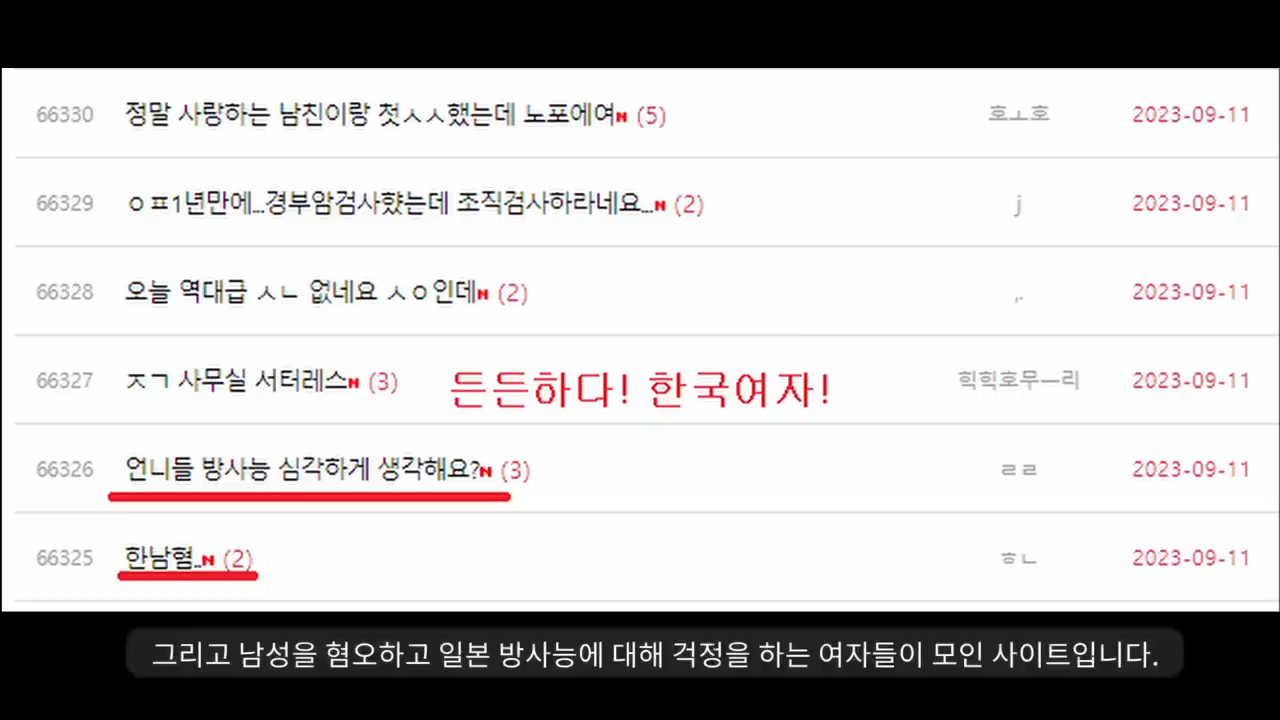 66330 정말 사랑하는 남친이랑 첫ㅅㅅ했는데 노포에여N (5) 호ㅗ호 2023-09-11
66329 ㅇㅍ1년만에...경부암검사햤는데 조직검사하라네요...N (2) j 2023-09-11
66328 오늘 역대급 ㅅㄴ 없네요 ㅅㅇ인데N (2) ,. 2023-09-11
66327 ㅈㄱ 사무실 서터레스N (3) 힉힉호무ㅡ리 2023-09-11
든든하다! 한국여자!
66326 언니들 방사능 심각하게 생각해요?N (3) ㄹㄹ 2023-09-11
66325 한남혐..N (2) ㅎㄴ 2023-09-11
그리고 남성을 혐오하고 일본 방사능에 대해 걱정을 하는 여자들이 모인 사이트입니다.